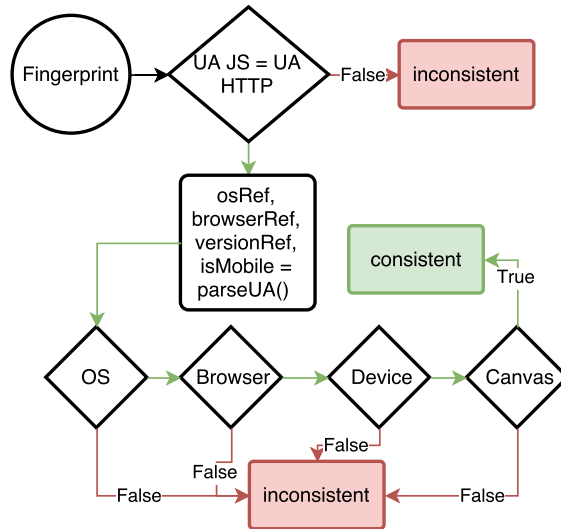 Fingerprint
UA JS = UA
HTTP
False
inconsistent
osRef,
browserRef,
versionRef,
isMobile =
parseUA()
consistent
True
OS
Browser
Device
Canvas
False
False
False
False
inconsistent